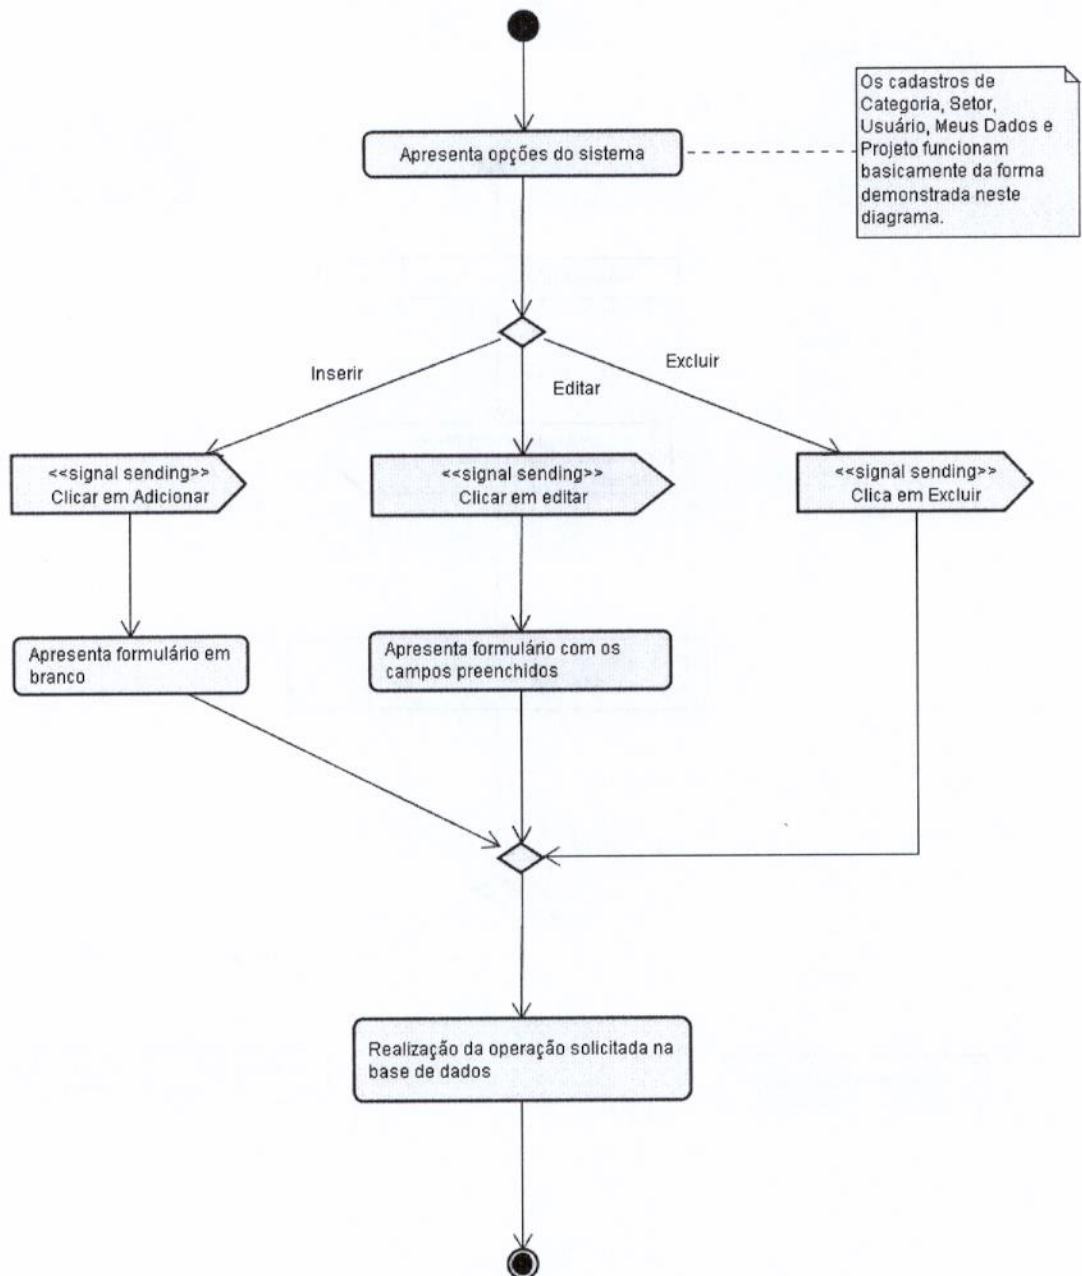 Os cadastros de
Categoria, Setor,
Usuário, Meus Dados e
Projeto funcionam
basicamente da forma
demonstrada neste
diagrama.
Apresenta opções do sistema
Inserir
Editar
Excluir
<<signal sending>>
Clicar em Adicionar
<<signal sending>>
Clicar em editar
<<signal sending>>
Clica em Excluir
Apresenta formulário em
branco
Apresenta formulário com os
campos preenchidos
Realização da operação solicitada na
base de dados